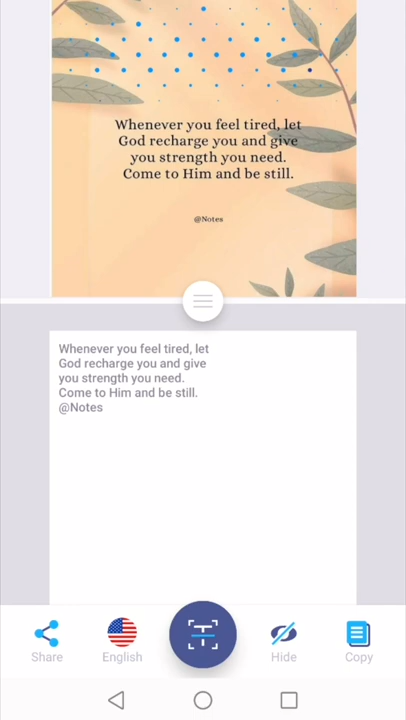 Whenever you feel tired, let
God recharge you and give
you strength you need.
Come to Him and be still.
@Notes
Whenever you feel tired, let
God recharge you and give
you strength you need.
Come to Him and be still.
@Notes
Share
English
Hide
Copy